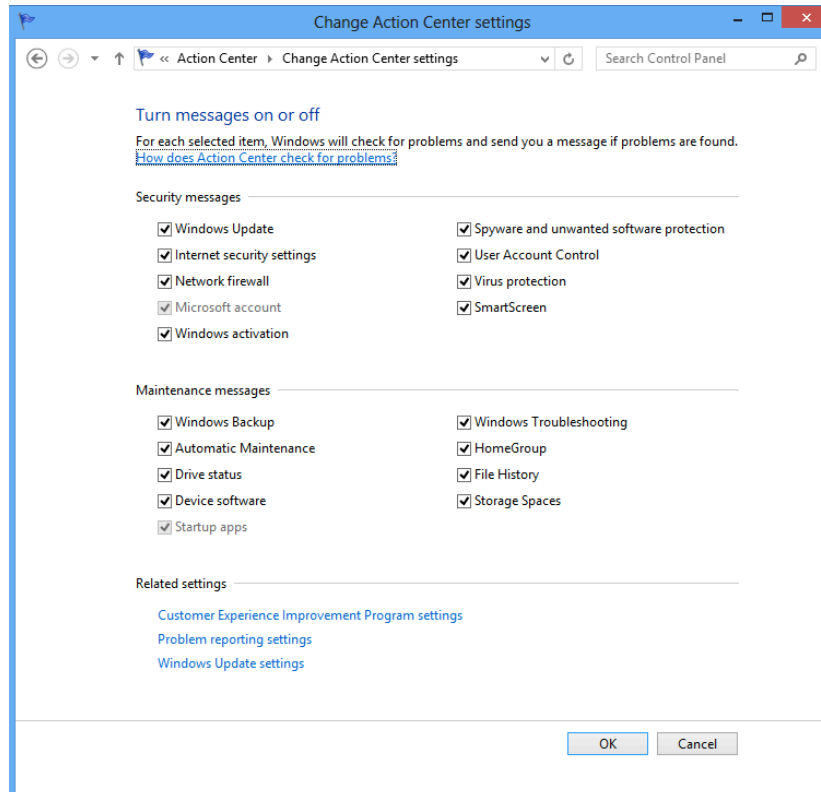 Change Action Center settings
« Action Center ▸ Change Action Center settings
Search Control Panel
Turn messages on or off
For each selected item, Windows will check for problems and send you a message if problems are found.
How does Action Center check for problems?
Security messages
Windows Update
Spyware and unwanted software protection
Internet security settings
User Account Control
Network firewall
Virus protection
Microsoft account
SmartScreen
Windows activation
Maintenance messages
Windows Backup
Windows Troubleshooting
Automatic Maintenance
HomeGroup
Drive status
File History
Device software
Storage Spaces
Startup apps
Related settings
Customer Experience Improvement Program settings
Problem reporting settings
Windows Update settings
OK
Cancel